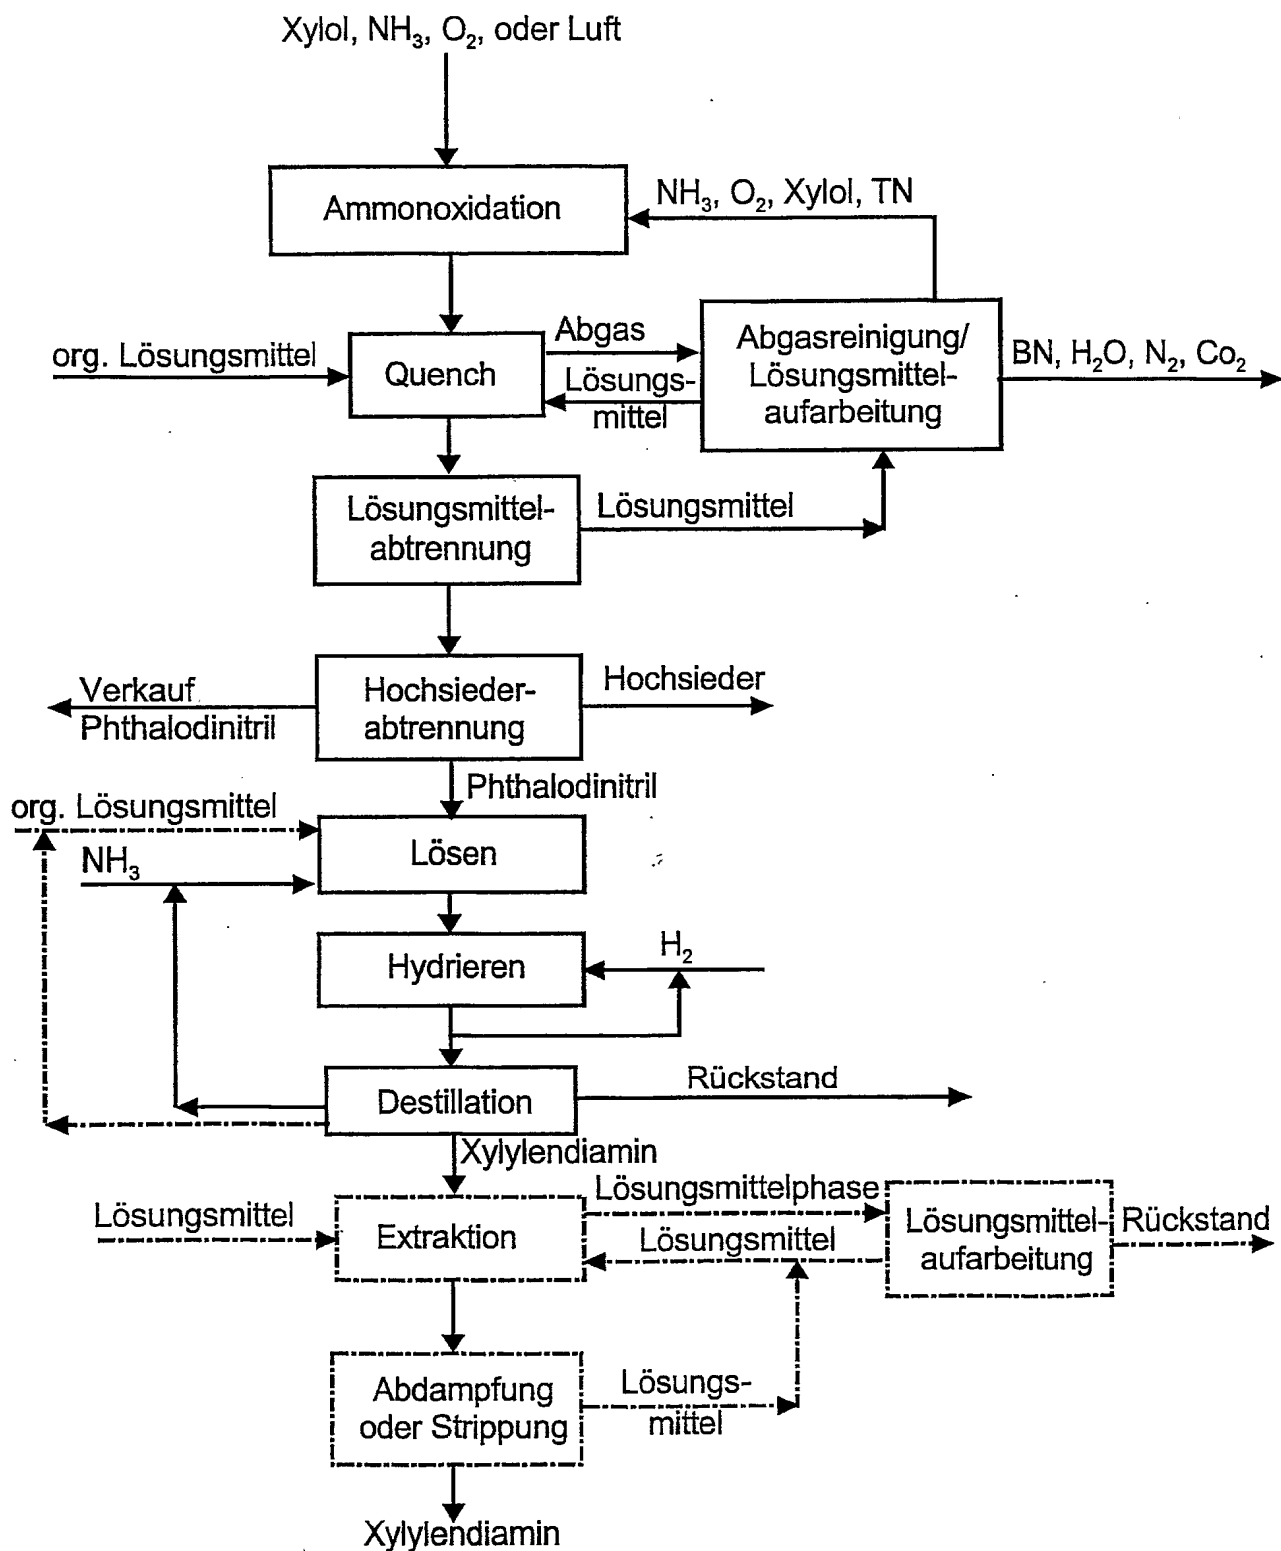 Xylol, NH₃, O₂, oder Luft
Ammonoxidation
NH₃, O₂, Xylol, TN
org. Lösungsmittel
Quench
Abgas
Lösungs-
mittel
Abgasreinigung/
Lösungsmittel-
aufarbeitung
BN, H₂O, N₂, Co₂
Lösungsmittel-
abtrennung
Lösungsmittel
Verkauf
Phthalodinitril
Hochsieder-
abtrennung
Hochsieder
Phthalodinitril
org. Lösungsmittel
NH₃
Lösen
Hydrieren
H₂
Destillation
Rückstand
Xylylendiamin
Lösungsmittel
Extraktion
Lösungsmittelphase
Lösungsmittel
Lösungsmittel-
aufarbeitung
Rückstand
Abdampfung
oder Strippung
Lösungs-
mittel
Xylylendiamin